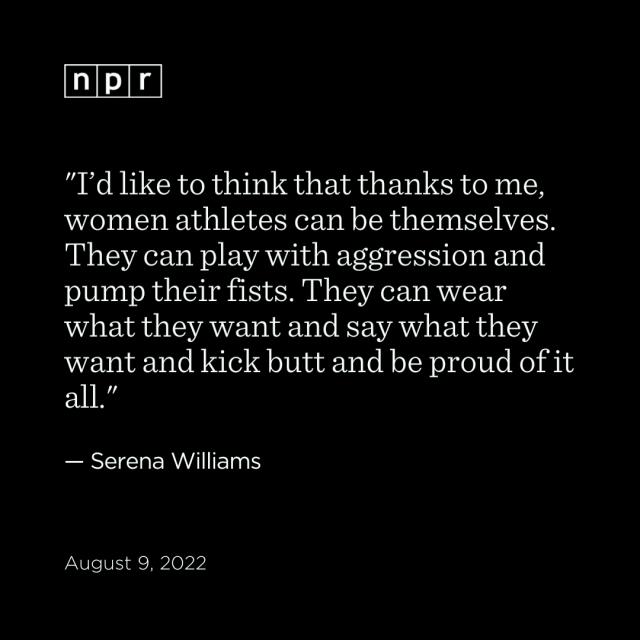 npr
"I’d like to think that thanks to me,
women athletes can be themselves.
They can play with aggression and
pump their fists. They can wear
what they want and say what they
want and kick butt and be proud of it
all."
— Serena Williams
August 9, 2022